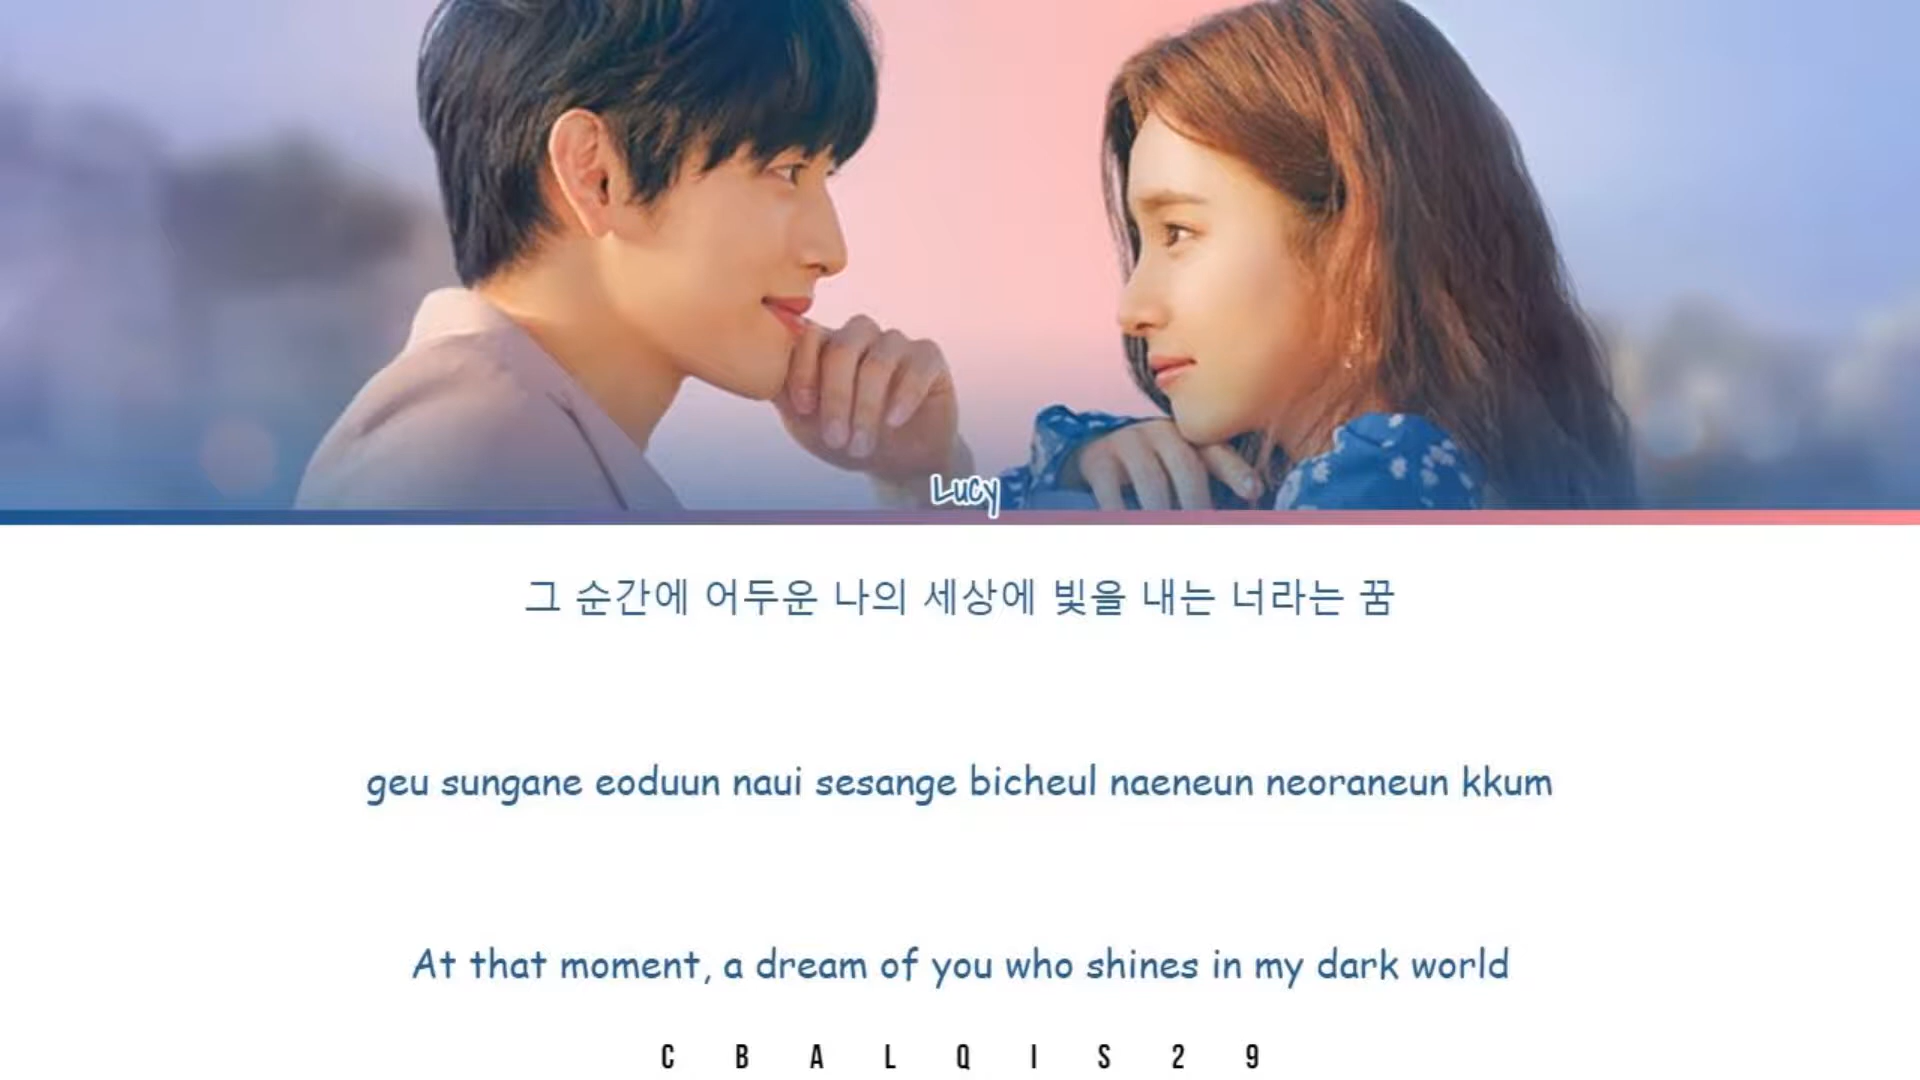 Lucy
그 순간에 어두운 나의 세상에 빛을 내는 너라는 꿈
geu sungane eoduun naui sesange bicheul naeneun neoraneun kkum
At that moment, a dream of you who shines in my dark world
CBALQIS29